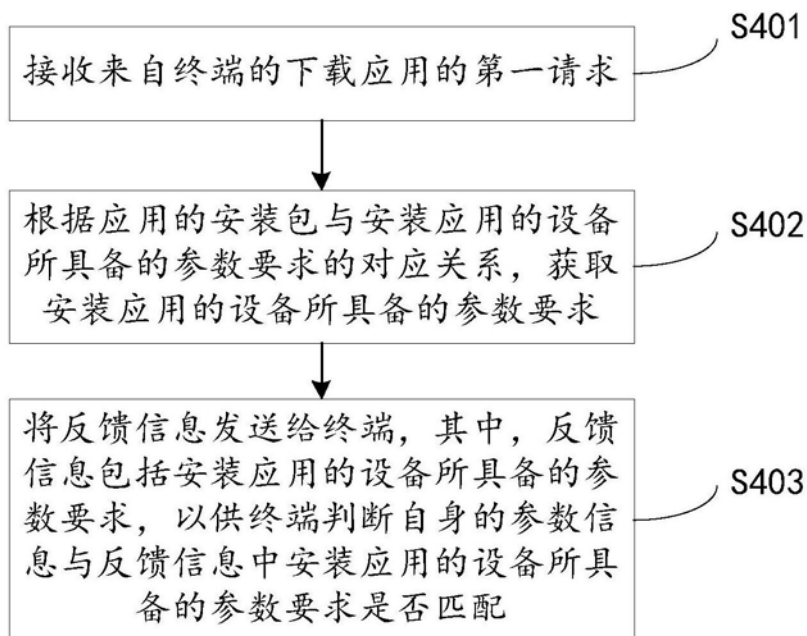 接收来自终端的下载应用的第一请求
S401
根据应用的安装包与安装应用的设备
所具备的参数要求的对应关系，获取
安装应用的设备所具备的参数要求
S402
将反馈信息发送给终端，其中，反馈
信息包括安装应用的设备所具备的参
数要求，以供终端判断自身的参数信
息与反馈信息中安装应用的设备所具
备的参数要求是否匹配
S403